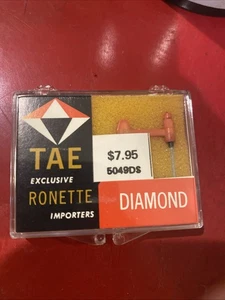 TAE
EXCLUSIVE
RONETTE
IMPORTERS
$7.95
5049DS
DIAMOND